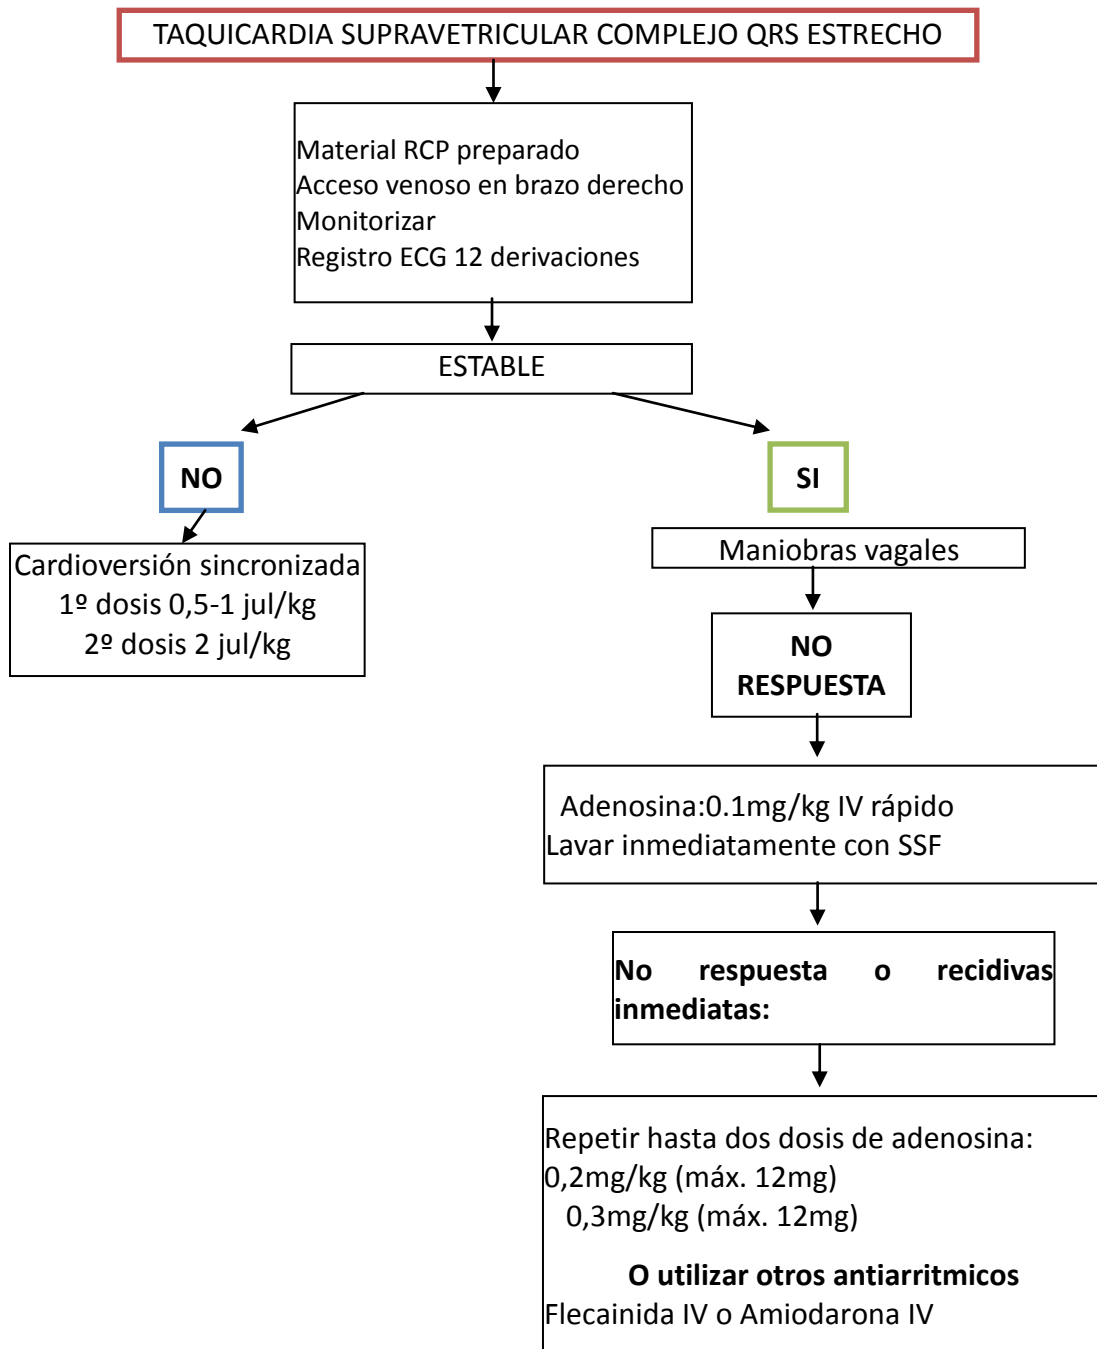 TAQUICARDIA SUPRAVETRICULAR COMPLEJO QRS ESTRECHO
Material RCP preparado
Acceso venoso en brazo derecho
Monitorizar
Registro ECG 12 derivaciones
ESTABLE
NO
SI
Cardioversión sincronizada
1º dosis 0,5-1 jul/kg
2º dosis 2 jul/kg
Maniobras vagales
NO
RESPUESTA
Adenosina:0.1mg/kg IV rápido
Lavar inmediatamente con SSF
No respuesta o recidivas
inmediatas:
Repetir hasta dos dosis de adenosina:
0,2mg/kg (máx. 12mg)
0,3mg/kg (máx. 12mg)
O utilizar otros antiarritmicos
Flecainida IV o Amiodarona IV